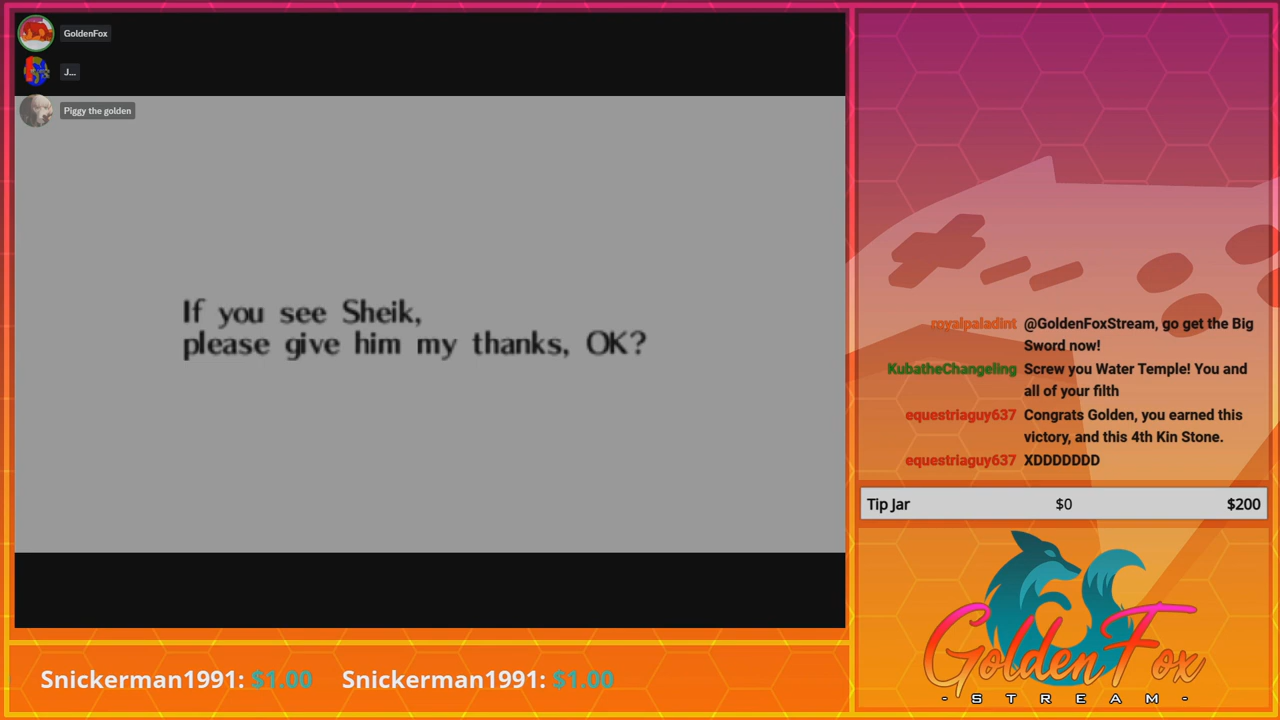 GoldenFox
J...
Piggy the golden
If you see Sheik,
please give him my thanks, OK?
royalpaladint @GoldenFoxStream, go get the Big
Sword now!
KubatheChangeling Screw you Water Temple! You and
all of your filth
equestriaguy637 Congrats Golden, you earned this
victory, and this 4th Kin Stone.
equestriaguy637 XDDDDDDD
Tip Jar $0 $200
GoldenFox
- S T R E A M -
Snickerman1991: $1.00 Snickerman1991: $1.00